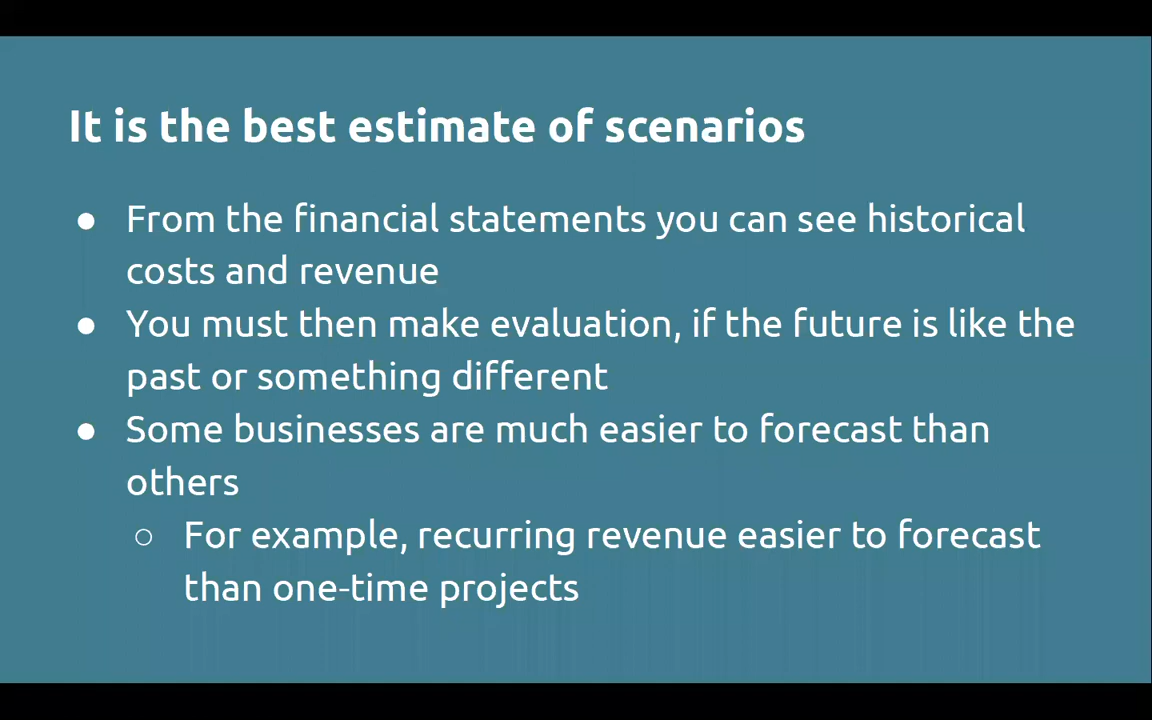 It is the best estimate of scenarios
● From the financial statements you can see historical
costs and revenue
● You must then make evaluation, if the future is like the
past or something different
● Some businesses are much easier to forecast than
others
○ For example, recurring revenue easier to forecast
than one-time projects